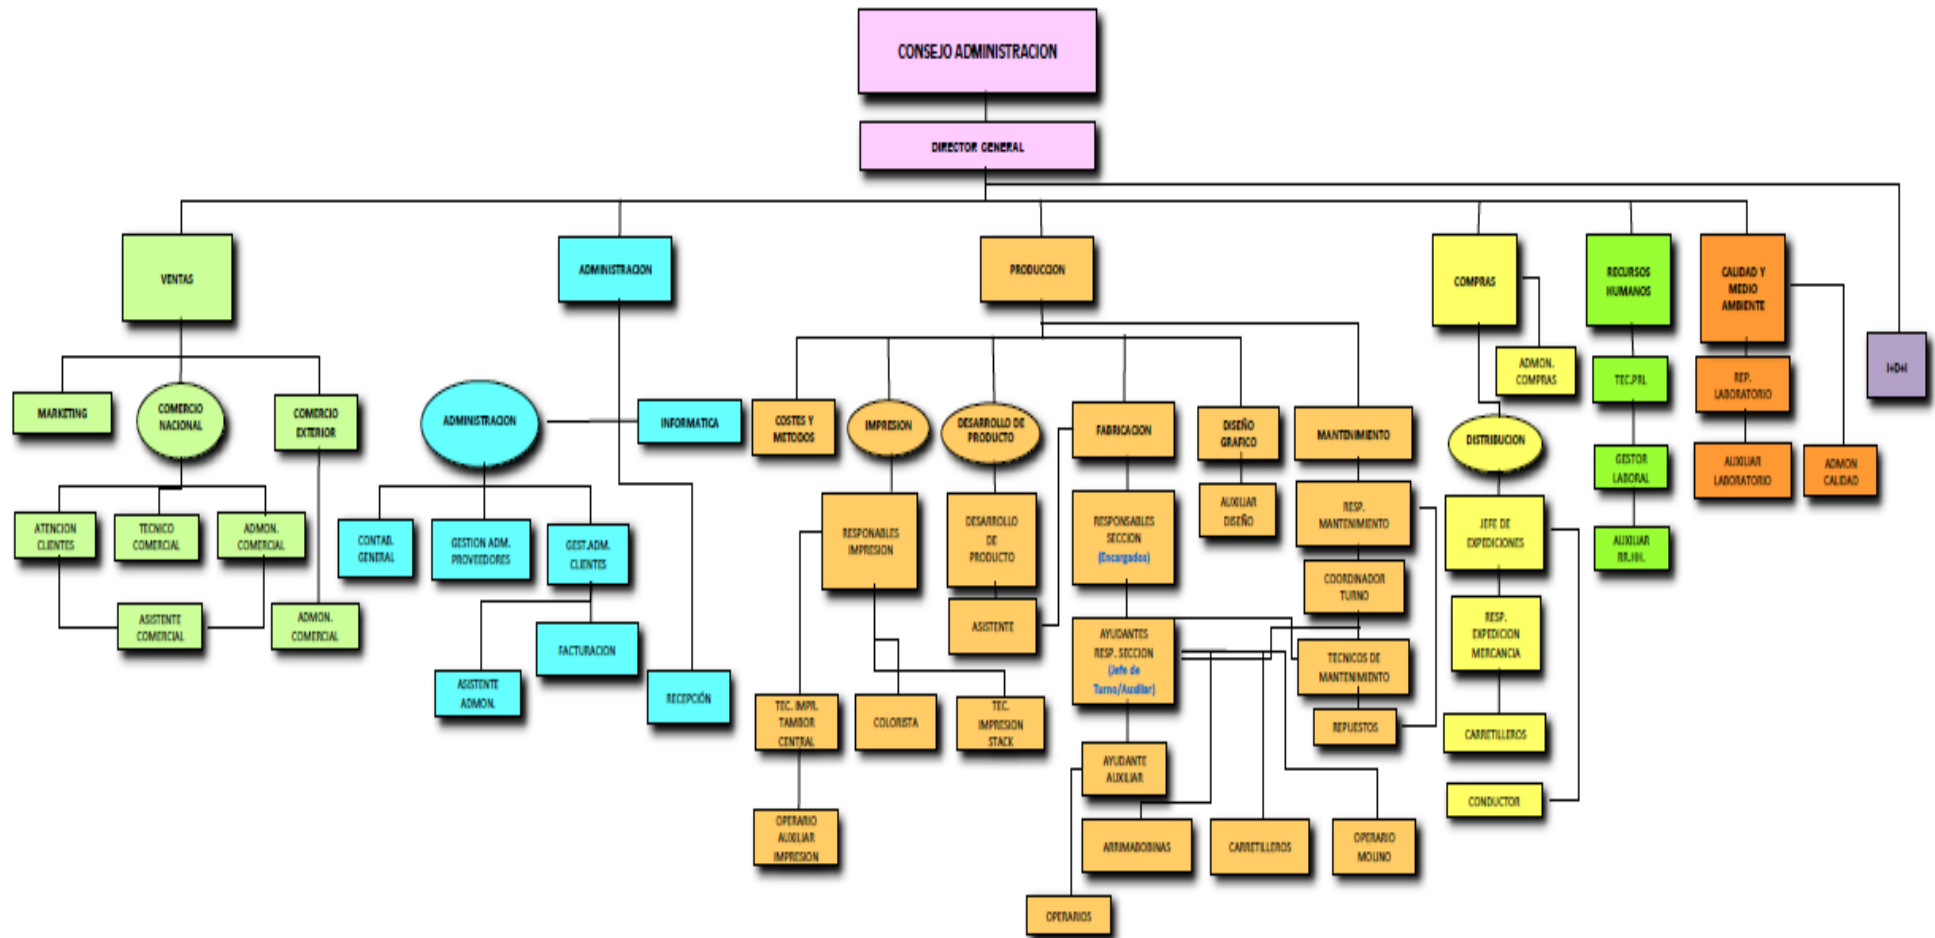 CONSEJO ADMINISTRACION
DIRECTOR GENERAL
VENTAS
ADMINISTRACION
PRODUCCION
COMPRAS
RECURSOS
HUMANOS
CALIDAD Y
MEDIO
AMBIENTE
I+D+I
ADMON.
COMPRAS
TEC.PRL
REP.
LABORATORIO
MARKETING
COMERCIO
NACIONAL
COMERCIO
EXTERIOR
ADMINISTRACION
INFORMATICA
COSTES Y
METODOS
IMPRESION
DESARROLLO DE
PRODUCTO
FABRICACION
DISEÑO
GRAFICO
MANTENIMIENTO
DISTRIBUCION
GESTOR
LABORAL
AUXILIAR
LABORATORIO
ADMON
CALIDAD
ATENCION
CLIENTES
TECNICO
COMERCIAL
ADMON.
COMERCIAL
CONTAB.
GENERAL
GESTION ADM.
PROVEEDORES
GEST.ADM.
CLIENTES
RESPONABLES
IMPRESION
DESARROLLO
DE
PRODUCTO
RESPONSABLES
SECCION
(Encargados)
AUXILIAR
DISEÑO
RESP.
MANTENIMIENTO
JEFE DE
EXPEDICIONES
AUXILIAR
RR.HH.
COORDINADOR
TURNO
ASISTENTE
COMERCIAL
ADMON.
COMERCIAL
FACTURACION
ASISTENTE
AYUDANTES
RESP. SECCION
(Jefe de
Turno/Auxiliar)
TECNICOS DE
MANTENIMIENTO
RESP.
EXPEDICION
MERCANCIA
ASISTENTE
ADMON.
RECEPCIÓN
TEC. IMPR.
TAMBOR
CENTRAL
COLORISTA
TEC.
IMPRESION
STACK
REPUESTOS
CARRETILLEROS
AYUDANTE
AUXILIAR
CONDUCTOR
OPERARIO
AUXILIAR
IMPRESION
ARRIMABOBINAS
CARRETILLEROS
OPERARIO
MOLINO
OPERARIOS